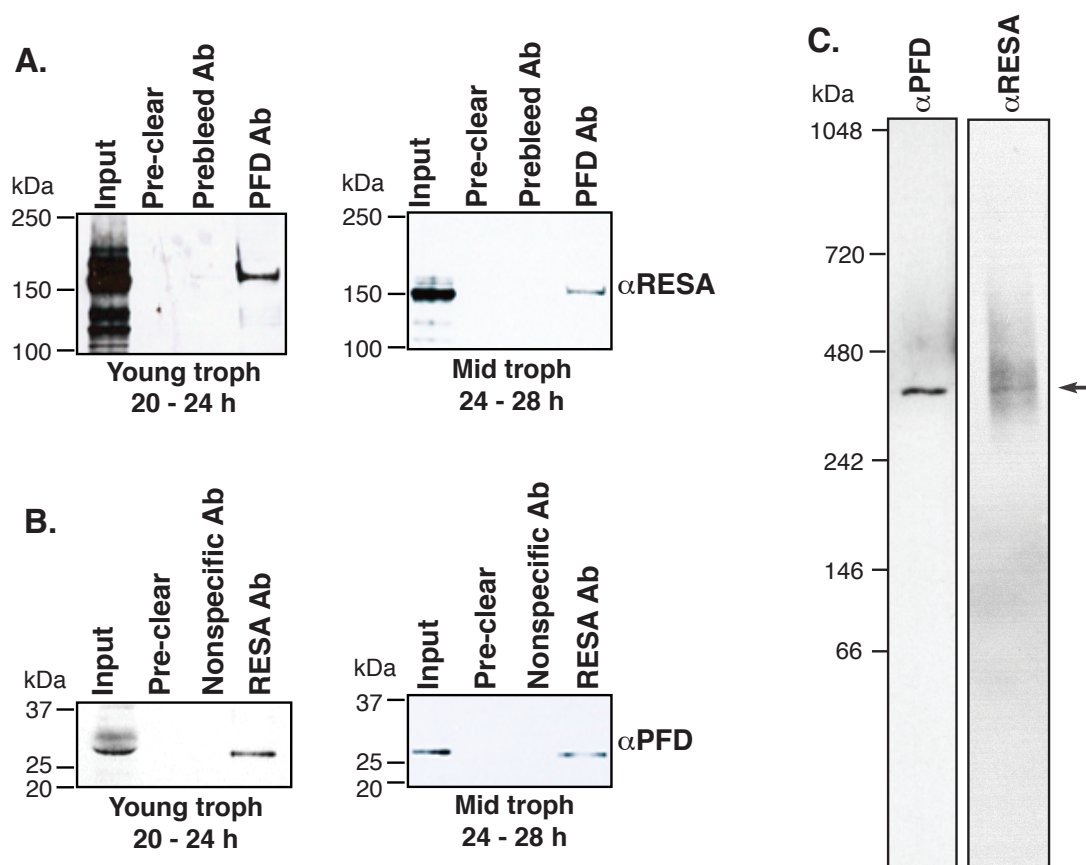 A.
kDa
Input
Pre-clear
Prebleed Ab
PFD Ab
250
150
100
Young troph
20 - 24 h
kDa
Input
Pre-clear
Prebleed Ab
PFD Ab
250
150
100
αRESA
Mid troph
24 - 28 h
B.
kDa
Input
Pre-clear
Nonspecific Ab
RESA Ab
37
25
20
Young troph
20 - 24 h
kDa
Input
Pre-clear
Nonspecific Ab
RESA Ab
37
25
20
αPFD
Mid troph
24 - 28 h
C.
kDa
αPFD
αRESA
1048
720
480
242
146
66